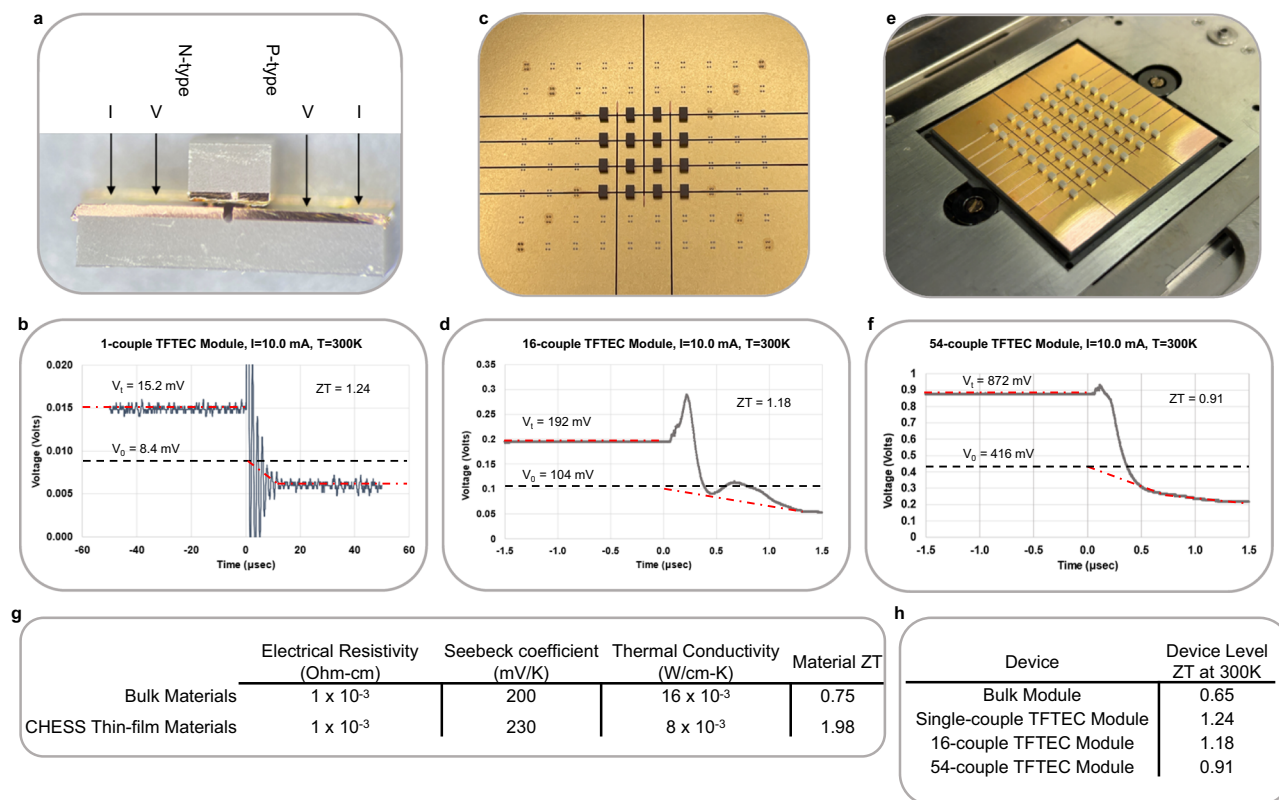 a
N-type
P-type
I
V
V
I
c
e
b
1-couple TFTEC Module, I=10.0 mA, T=300K
Voltage (Volts)
0.020
0.015
0.010
0.005
0.000
Vt = 15.2 mV
ZT = 1.24
V0 = 8.4 mV
-60
-40
-20
0
20
40
60
Time (µsec)
d
16-couple TFTEC Module, I=10.0 mA, T=300K
Voltage (Volts)
0.35
0.3
0.25
0.2
0.15
0.1
0.05
0
Vt = 192 mV
ZT = 1.18
V0 = 104 mV
-1.5
-1.0
-0.5
0.0
0.5
1.0
1.5
Time (µsec)
f
54-couple TFTEC Module, I=10.0 mA, T=300K
Voltage (Volts)
1
0.9
0.8
0.7
0.6
0.5
0.4
0.3
0.2
0.1
0
Vt = 872 mV
ZT = 0.91
V0 = 416 mV
-1.5
-1.0
-0.5
0.0
0.5
1.0
1.5
Time (µsec)
g
Electrical Resistivity (Ohm-cm) Seebeck coefficient (mV/K) Thermal Conductivity (W/cm-K) Material ZT
Bulk Materials 1 x 10⁻³ 200 16 x 10⁻³ 0.75
CHESS Thin-film Materials 1 x 10⁻³ 230 8 x 10⁻³ 1.98
h
Device Device Level ZT at 300K
Bulk Module 0.65
Single-couple TFTEC Module 1.24
16-couple TFTEC Module 1.18
54-couple TFTEC Module 0.91